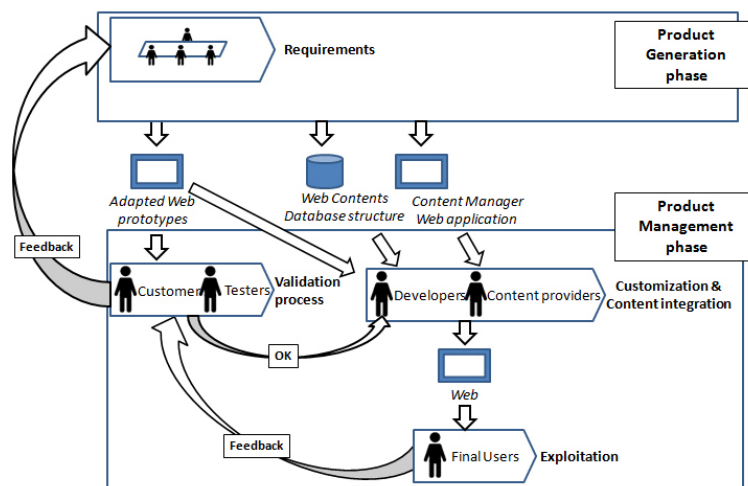 Requirements
Product
Generation
phase
Adapted Web
prototypes
Web Contents
Database structure
Content Manager
Web application
Product
Management
phase
Feedback
Customer
Testers
Validation
process
Developers
Content providers
Customization &
Content integration
OK
Web
Feedback
Final Users
Exploitation